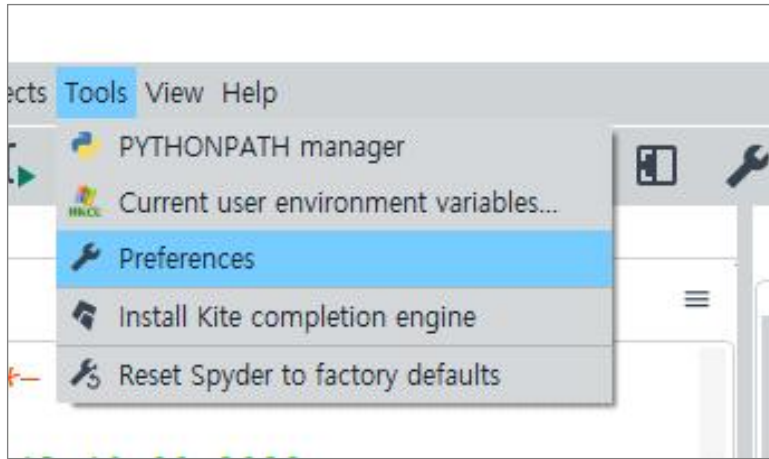 ects Tools View Help
PYTHONPATH manager
Current user environment variables...
Preferences
Install Kite completion engine
Reset Spyder to factory defaults